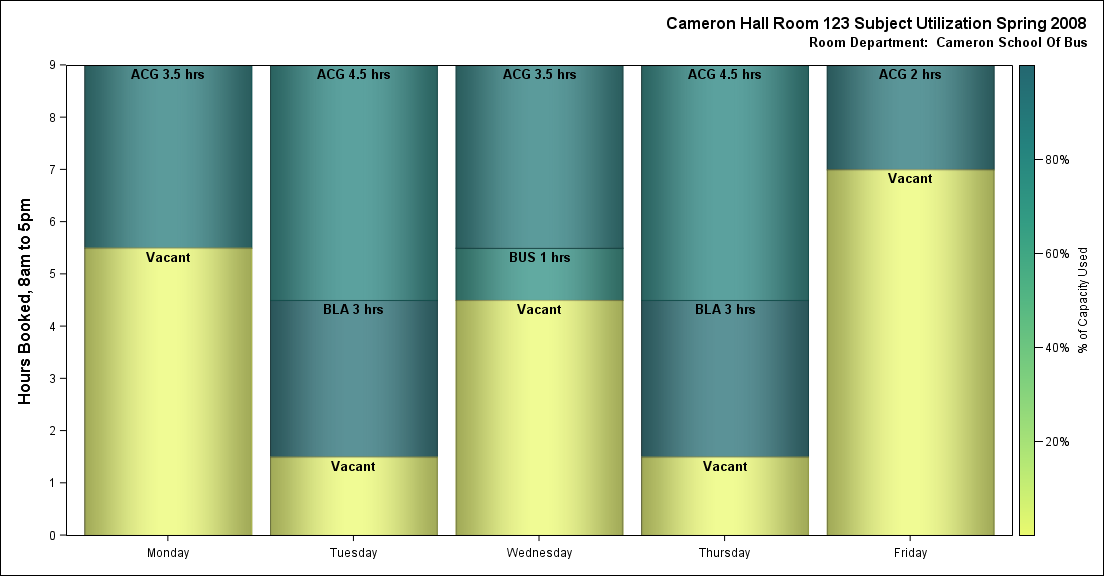 Cameron Hall Room 123 Subject Utilization Spring 2008
Room Department:  Cameron School Of Bus
Hours Booked, 8am to 5pm
9
8
7
6
5
4
3
2
1
0
ACG 3.5 hrs
Vacant
ACG 4.5 hrs
BLA 3 hrs
Vacant
ACG 3.5 hrs
BUS 1 hrs
Vacant
ACG 4.5 hrs
BLA 3 hrs
Vacant
ACG 2 hrs
Vacant
Monday
Tuesday
Wednesday
Thursday
Friday
80%
60%
40%
20%
% of Capacity Used